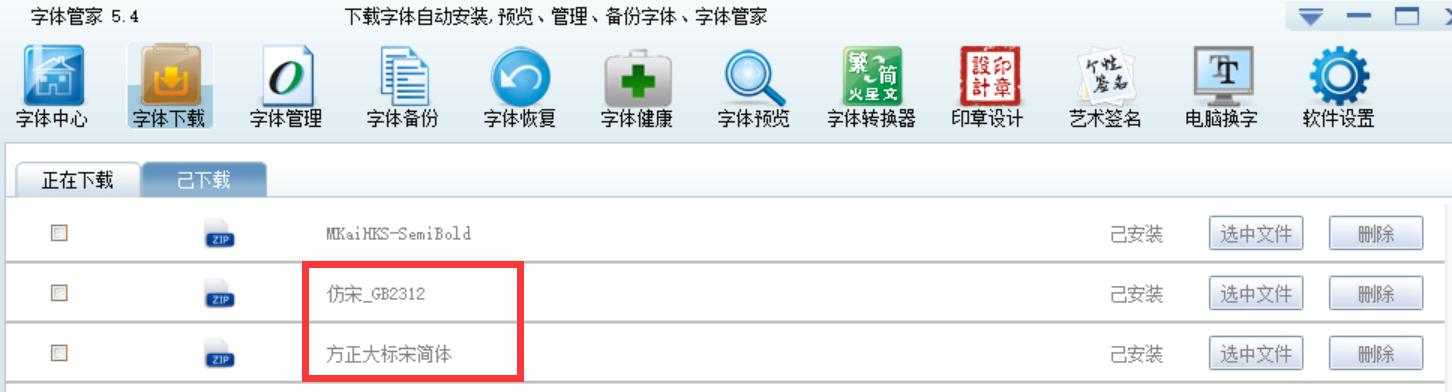 字体管家 5.4 下载字体自动安装,预览、管理、备份字体、字体管家
繁 简 火星文 設計印章 个性签名 T T
字体中心 字体下载 字体管理 字体备份 字体恢复 字体健康 字体预览 字体转换器 印章设计 艺术签名 电脑换字 软件设置
正在下载 己下载
ZIP MKaiHKS-SemiBold 己安装 选中文件 删除
ZIP 仿宋_GB2312 己安装 选中文件 删除
ZIP 方正大标宋简体 己安装 选中文件 删除